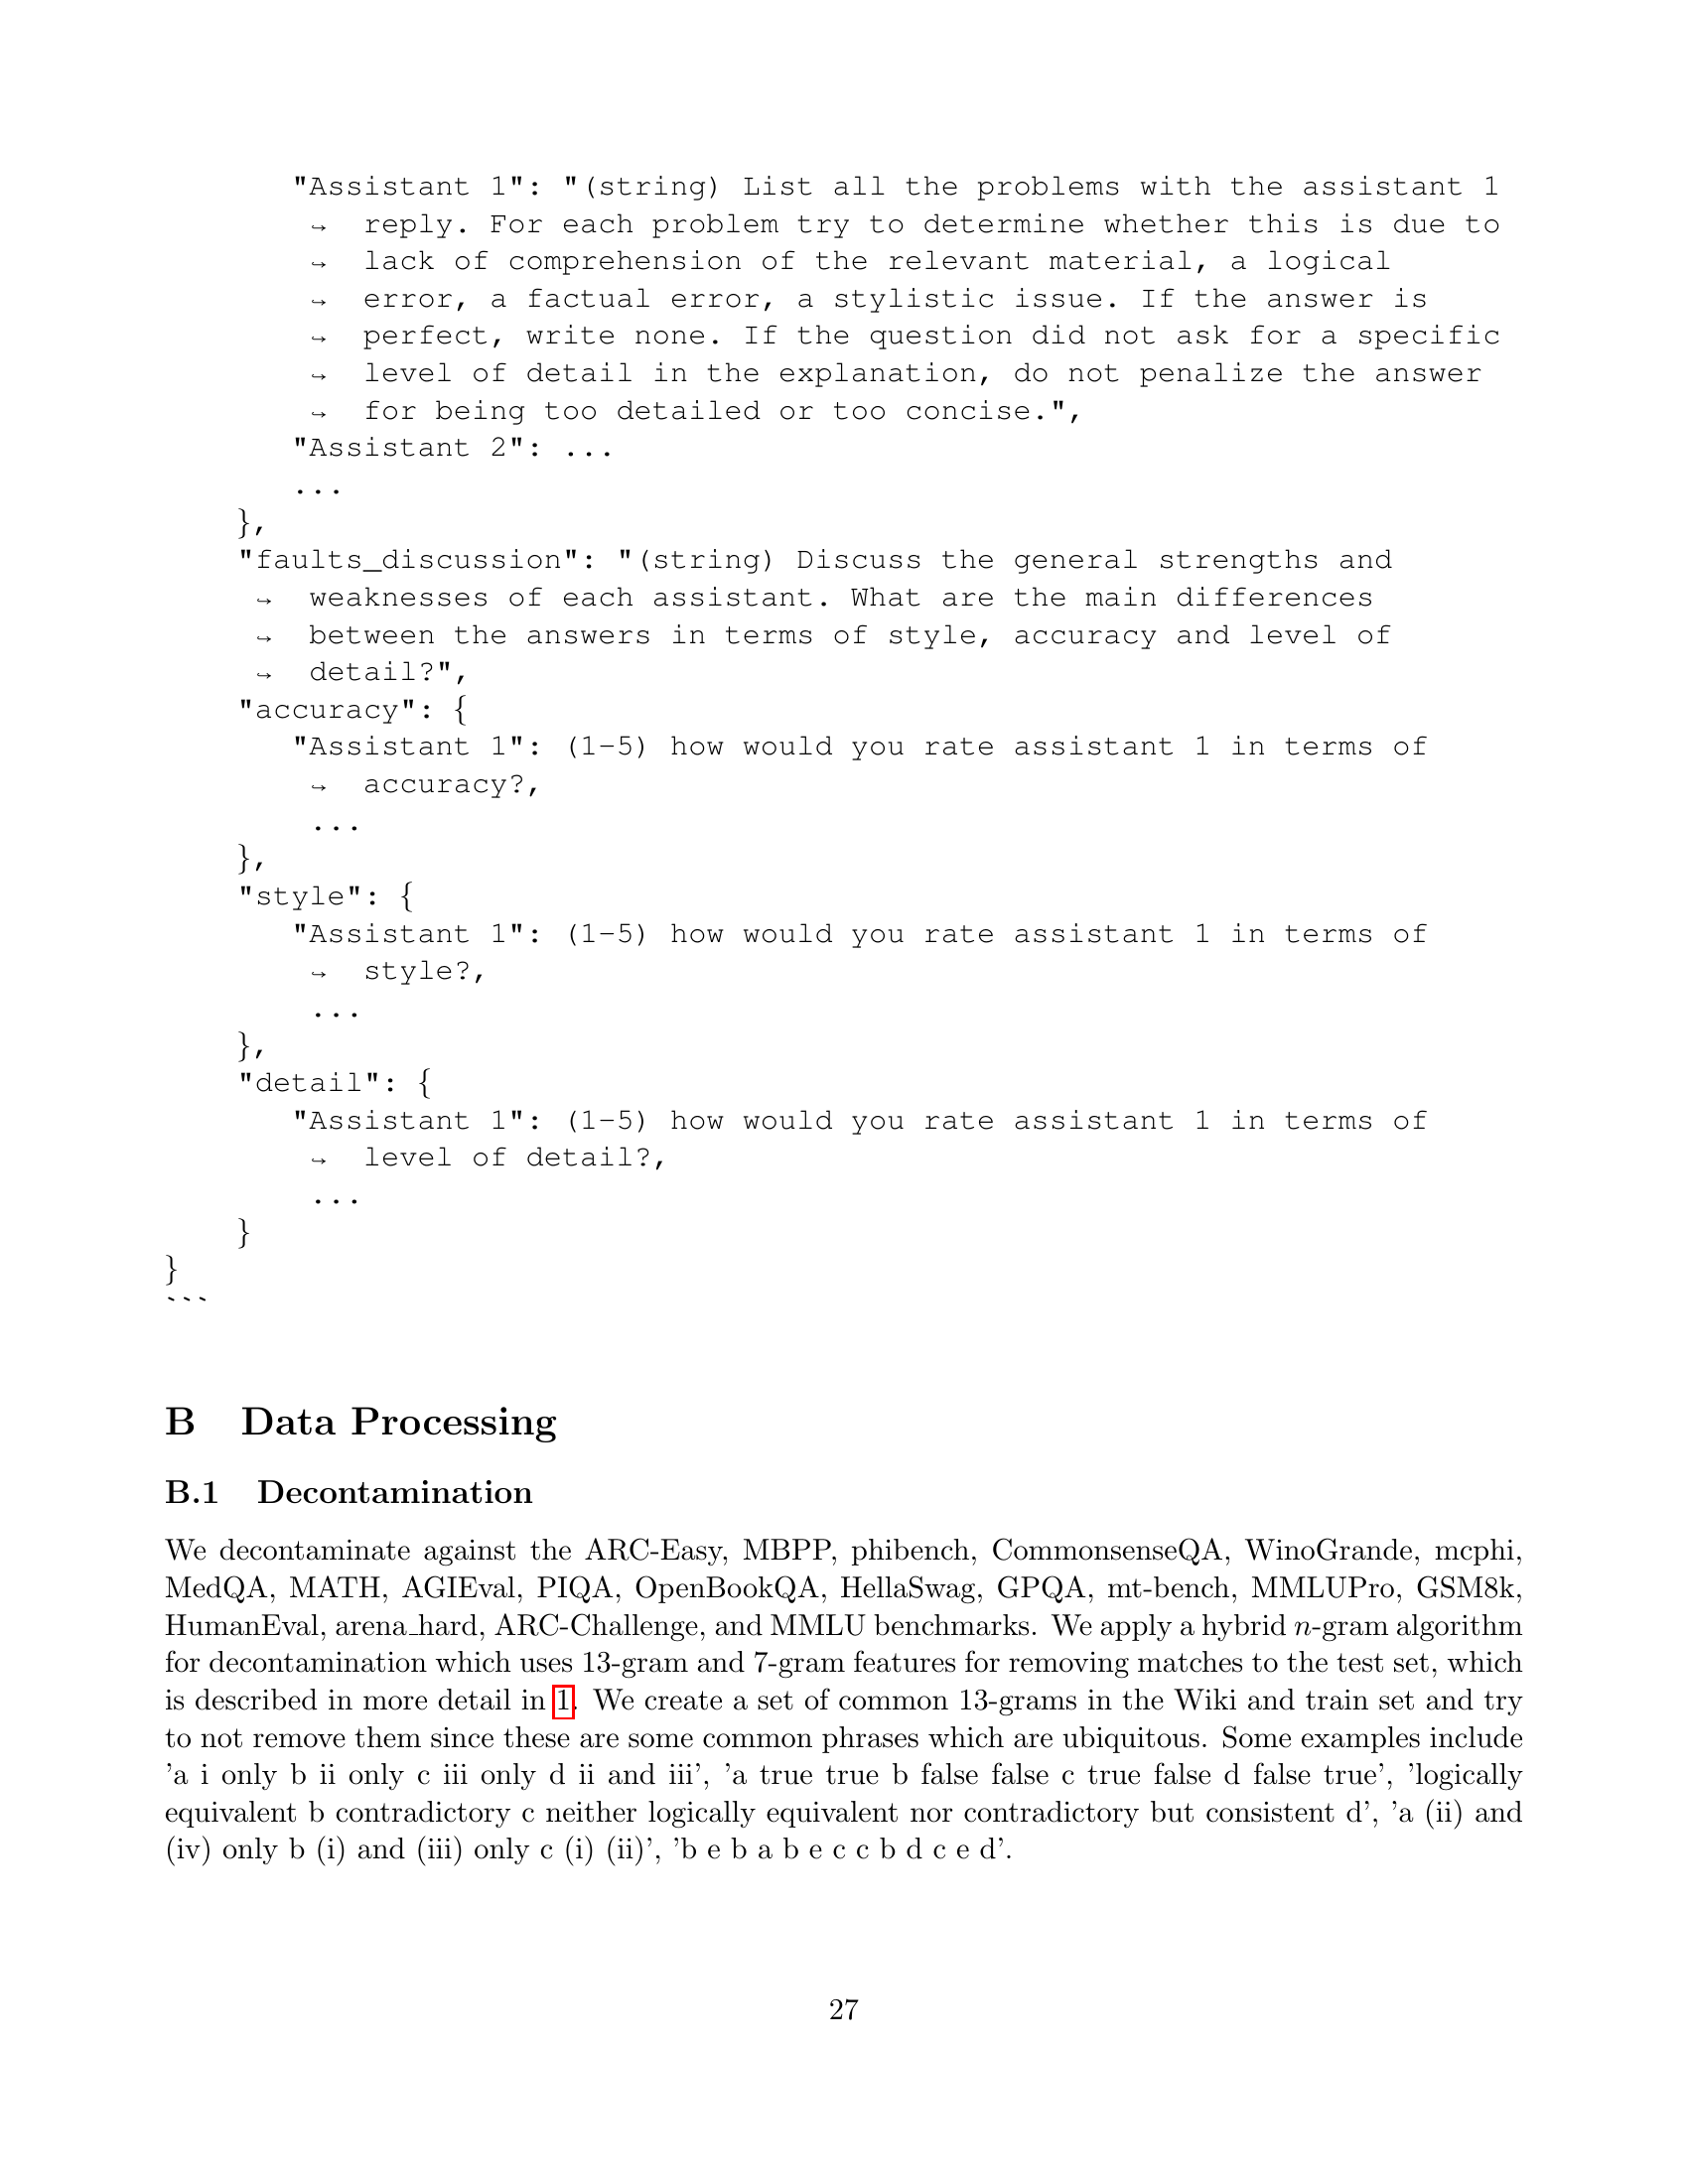 "Assistant 1": "(string) List all the problems with the assistant 1
↪ reply. For each problem try to determine whether this is due to
↪ lack of comprehension of the relevant material, a logical
↪ error, a factual error, a stylistic issue. If the answer is
↪ perfect, write none. If the question did not ask for a specific
↪ level of detail in the explanation, do not penalize the answer
↪ for being too detailed or too concise.",
"Assistant 2": ...
...
},
"faults_discussion": "(string) Discuss the general strengths and
↪ weaknesses of each assistant. What are the main differences
↪ between the answers in terms of style, accuracy and level of
↪ detail?",
"accuracy": {
"Assistant 1": (1-5) how would you rate assistant 1 in terms of
↪ accuracy?,
...
},
"style": {
"Assistant 1": (1-5) how would you rate assistant 1 in terms of
↪ style?,
...
},
"detail": {
"Assistant 1": (1-5) how would you rate assistant 1 in terms of
↪ level of detail?,
...
}
}
```
B Data Processing
B.1 Decontamination
We decontaminate against the ARC-Easy, MBPP, phibench, CommonsenseQA, WinoGrande, mcphi,
MedQA, MATH, AGIEval, PIQA, OpenBookQA, HellaSwag, GPQA, mt-bench, MMLUPro, GSM8k,
HumanEval, arena_hard, ARC-Challenge, and MMLU benchmarks. We apply a hybrid n-gram algorithm
for decontamination which uses 13-gram and 7-gram features for removing matches to the test set, which
is described in more detail in 1. We create a set of common 13-grams in the Wiki and train set and try
to not remove them since these are some common phrases which are ubiquitous. Some examples include
'a i only b ii only c iii only d ii and iii', 'a true true b false false c true false d false true', 'logically
equivalent b contradictory c neither logically equivalent nor contradictory but consistent d', 'a (ii) and
(iv) only b (i) and (iii) only c (i) (ii)', 'b e b a b e c c b d c e d'.
27